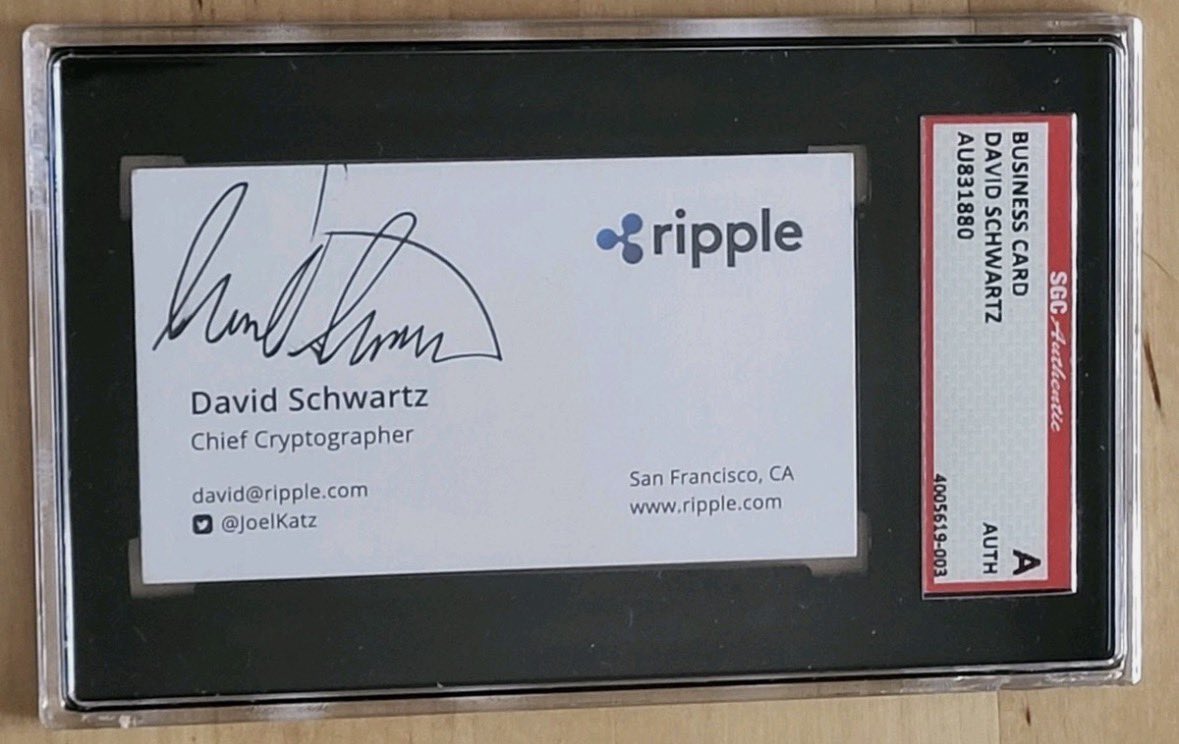 ripple
David Schwartz
Chief Cryptographer
david@ripple.com
@JoelKatz
San Francisco, CA
www.ripple.com
SGC Authentic
BUSINESS CARD
DAVID SCHWARTZ
AU831880
A
AUTH
4005619-003